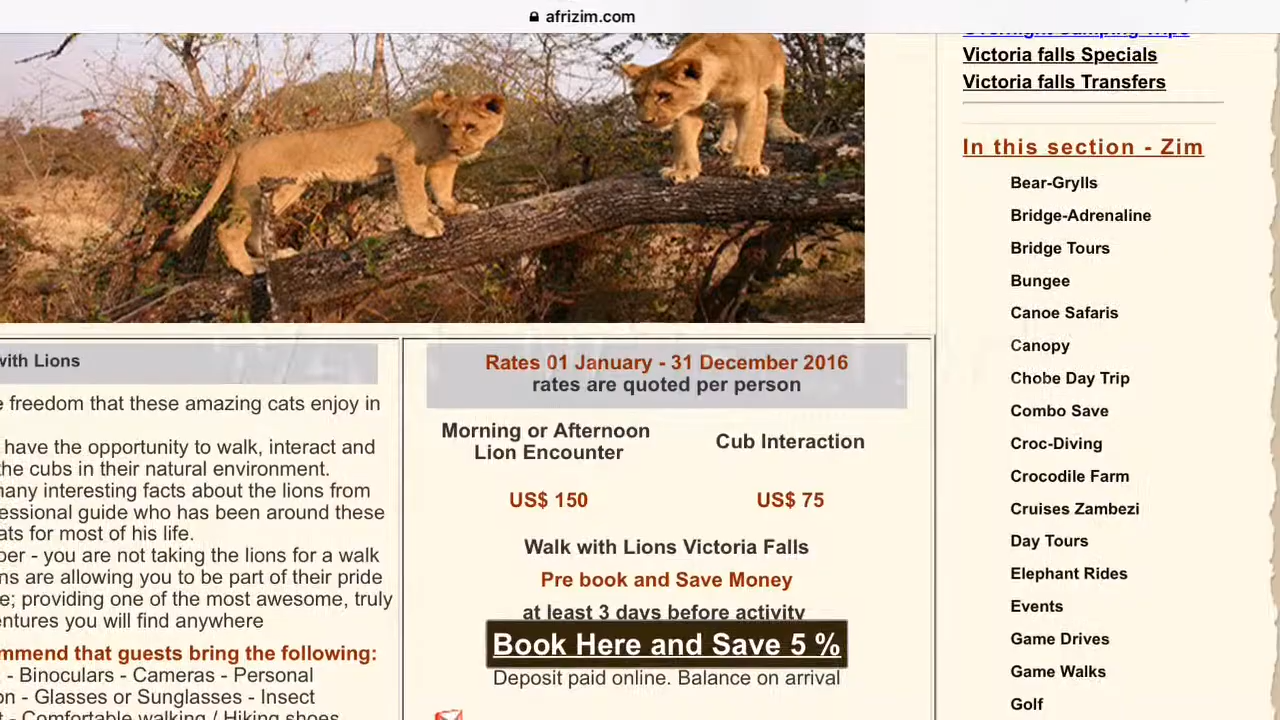 afrizim.com
Victoria falls Specials
Victoria falls Transfers
In this section - Zim
Bear-Grylls
Bridge-Adrenaline
Bridge Tours
Bungee
Canoe Safaris
Canopy
Chobe Day Trip
Combo Save
Croc-Diving
Crocodile Farm
Cruises Zambezi
Day Tours
Elephant Rides
Events
Game Drives
Game Walks
Golf
with Lions
freedom that these amazing cats enjoy in
have the opportunity to walk, interact and
the cubs in their natural environment.
many interesting facts about the lions from
essional guide who has been around these
ats for most of his life.
ber - you are not taking the lions for a walk
ns are allowing you to be part of their pride
e; providing one of the most awesome, truly
entures you will find anywhere
mmend that guests bring the following:
- Binoculars - Cameras - Personal
on - Glasses or Sunglasses - Insect
- Comfortable walking / Hiking shoes
Rates 01 January - 31 December 2016
rates are quoted per person
Morning or Afternoon
Lion Encounter
Cub Interaction
US$ 150
US$ 75
Walk with Lions Victoria Falls
Pre book and Save Money
at least 3 days before activity
Book Here and Save 5 %
Deposit paid online. Balance on arrival